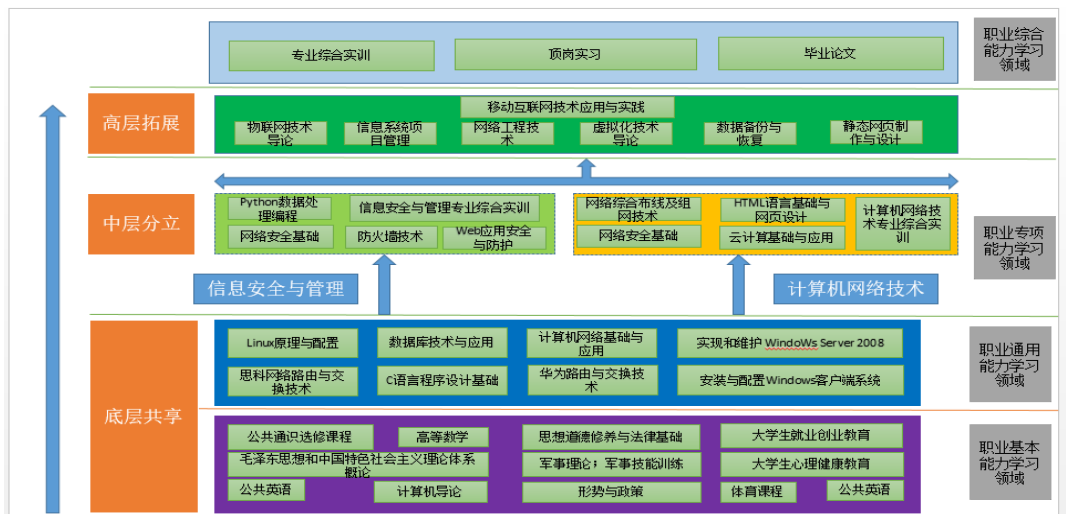 专业综合实训
顶岗实习
毕业论文
职业综合
能力学习
领域
高层拓展
移动互联网技术应用与实践
物联网技术
导论
信息系统项
目管理
网络工程技
术
虚拟化技术
导论
数据备份与
恢复
静态网页制
作与设计
中层分立
Python数据处
理编程
信息安全与管理专业综合实训
网络安全基础
防火墙技术
Web应用安全
与防护
网络综合布线及组
网技术
HTML语言基础与
网页设计
计算机网络技
术专业综合实
训
网络安全基础
云计算基础与应用
职业专项
能力学习
领域
信息安全与管理
计算机网络技术
底层共享
Linux原理与配置
数据库技术与应用
计算机网络基础与
应用
实现和维护 WindoWs Server 2008
思科网络路由与交
换技术
C语言程序设计基础
华为路由与交换技
术
安装与配置Windows客户端系统
职业通用
能力学习
领域
公共通识选修课程
高等数学
思想道德修养与法律基础
大学生就业创业教育
毛泽东思想和中国特色社会主义理论体系
概论
军事理论；军事技能训练
大学生心理健康教育
公共英语
计算机导论
形势与政策
体育课程
公共英语
职业基本
能力学习
领域